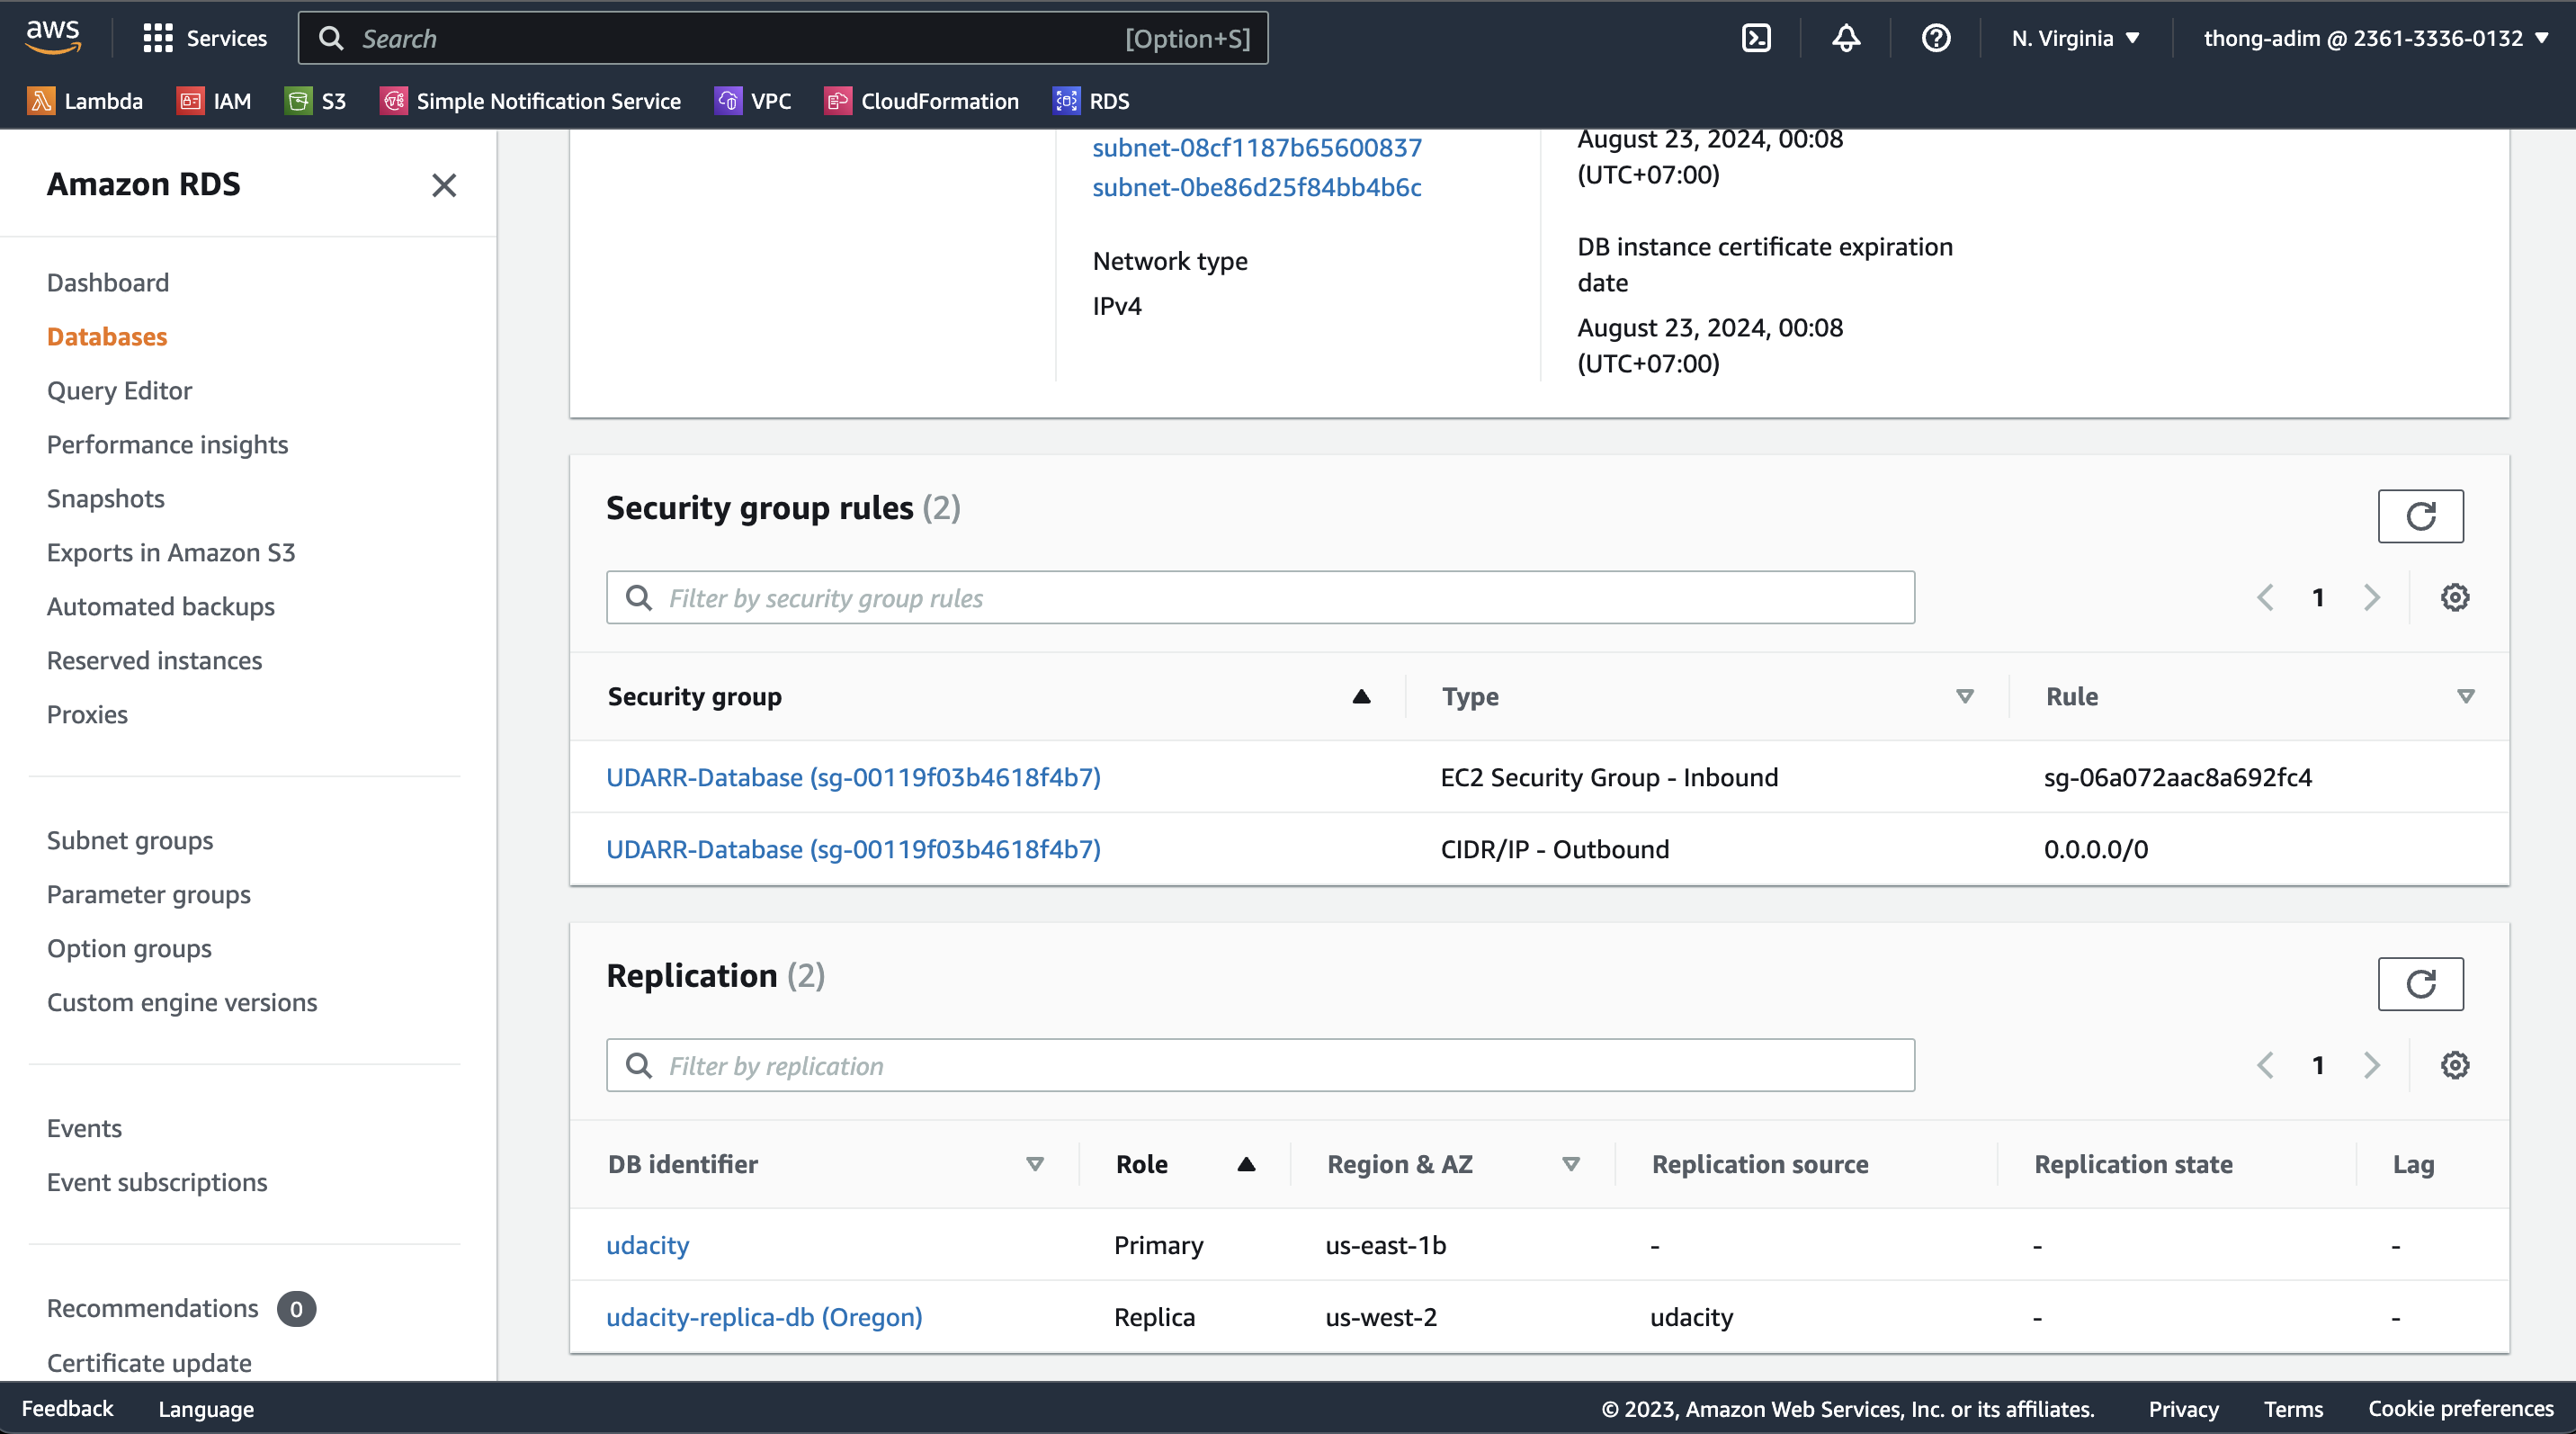 aws
Services
Search
[Option+S]
N. Virginia
thong-adim @ 2361-3336-0132
Lambda
IAM
S3
Simple Notification Service
VPC
CloudFormation
RDS
Amazon RDS
Dashboard
Databases
Query Editor
Performance insights
Snapshots
Exports in Amazon S3
Automated backups
Reserved instances
Proxies
Subnet groups
Parameter groups
Option groups
Custom engine versions
Events
Event subscriptions
Recommendations 0
Certificate update
subnet-08cf1187b65600837
subnet-0be86d25f84bb4b6c
Network type
IPv4
August 23, 2024, 00:08
(UTC+07:00)
DB instance certificate expiration
date
August 23, 2024, 00:08
(UTC+07:00)
Security group rules (2)
Filter by security group rules
1
Security group Type Rule
UDARR-Database (sg-00119f03b4618f4b7) EC2 Security Group - Inbound sg-06a072aac8a692fc4
UDARR-Database (sg-00119f03b4618f4b7) CIDR/IP - Outbound 0.0.0.0/0
Replication (2)
Filter by replication
1
DB identifier Role Region & AZ Replication source Replication state Lag
udacity Primary us-east-1b - - -
udacity-replica-db (Oregon) Replica us-west-2 udacity - -
Feedback Language © 2023, Amazon Web Services, Inc. or its affiliates. Privacy Terms Cookie preferences